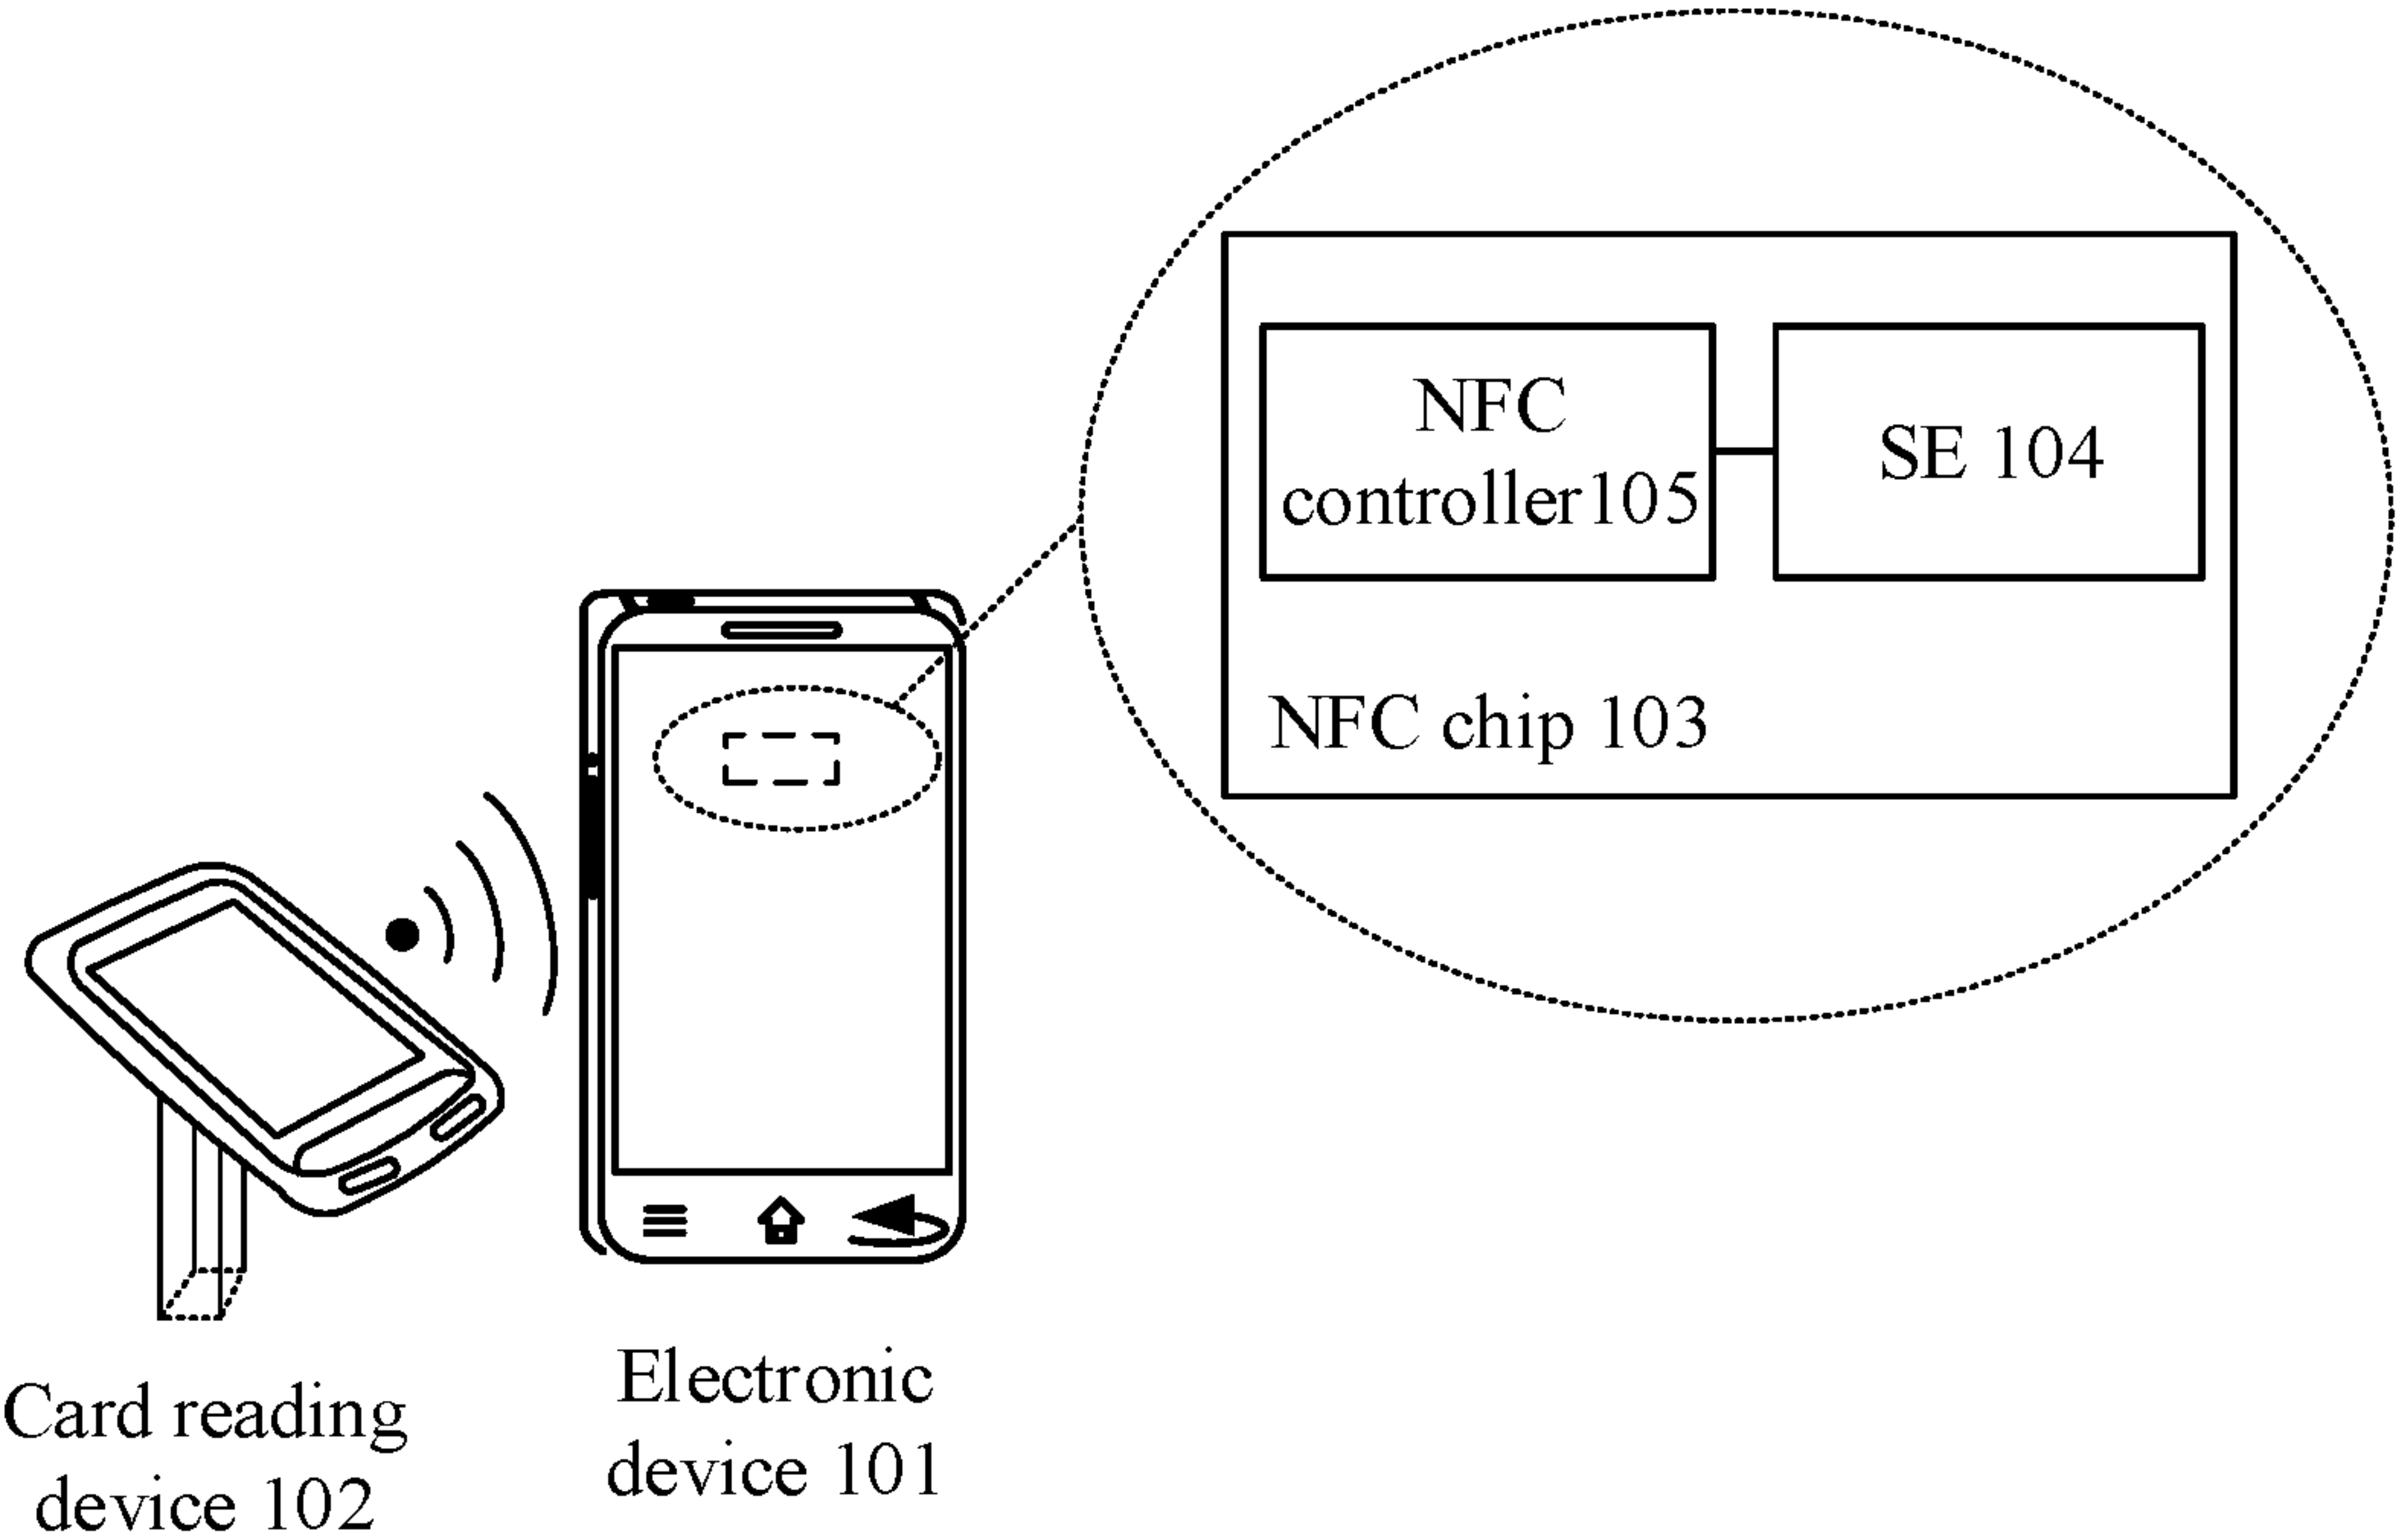 NFC
controller105
SE 104
NFC chip 103
Electronic
device 101
Card reading
device 102